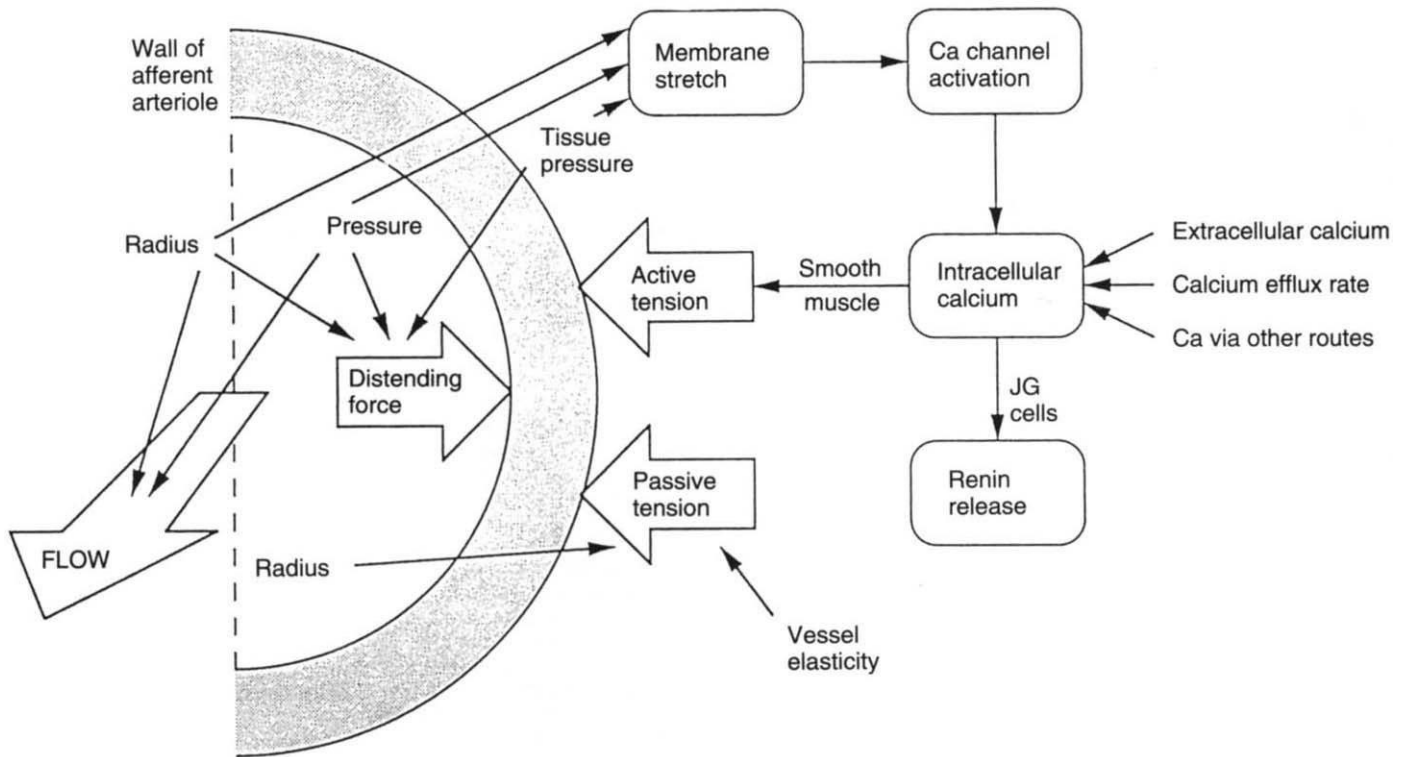 Wall of
afferent
arteriole
Membrane
stretch
Ca channel
activation
Tissue
pressure
Radius
Pressure
Active
tension
Smooth
muscle
Intracellular
calcium
Extracellular calcium
Calcium efflux rate
Ca via other routes
Distending
force
JG
cells
Passive
tension
Renin
release
FLOW
Radius
Vessel
elasticity